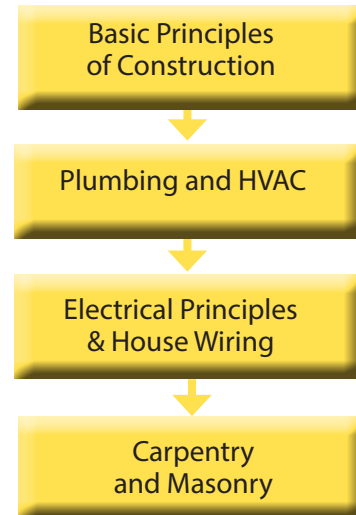 Basic Principles
of Construction
Plumbing and HVAC
Electrical Principles
& House Wiring
Carpentry
and Masonry